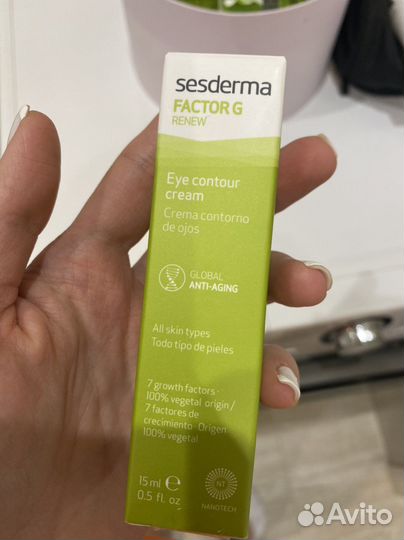 sesderma
FACTOR G
RENEW
Eye contour
cream
Crema contorno
de ojos
GLOBAL
ANTI-AGING
All skin types
Todo tipo de pieles
7 growth factors ·
100% vegetal origin /
7 factores de
crecimiento · Origen
100% vegetal
15 ml ℮
0.5 fl. oz
NT
NANOTECH
Avito